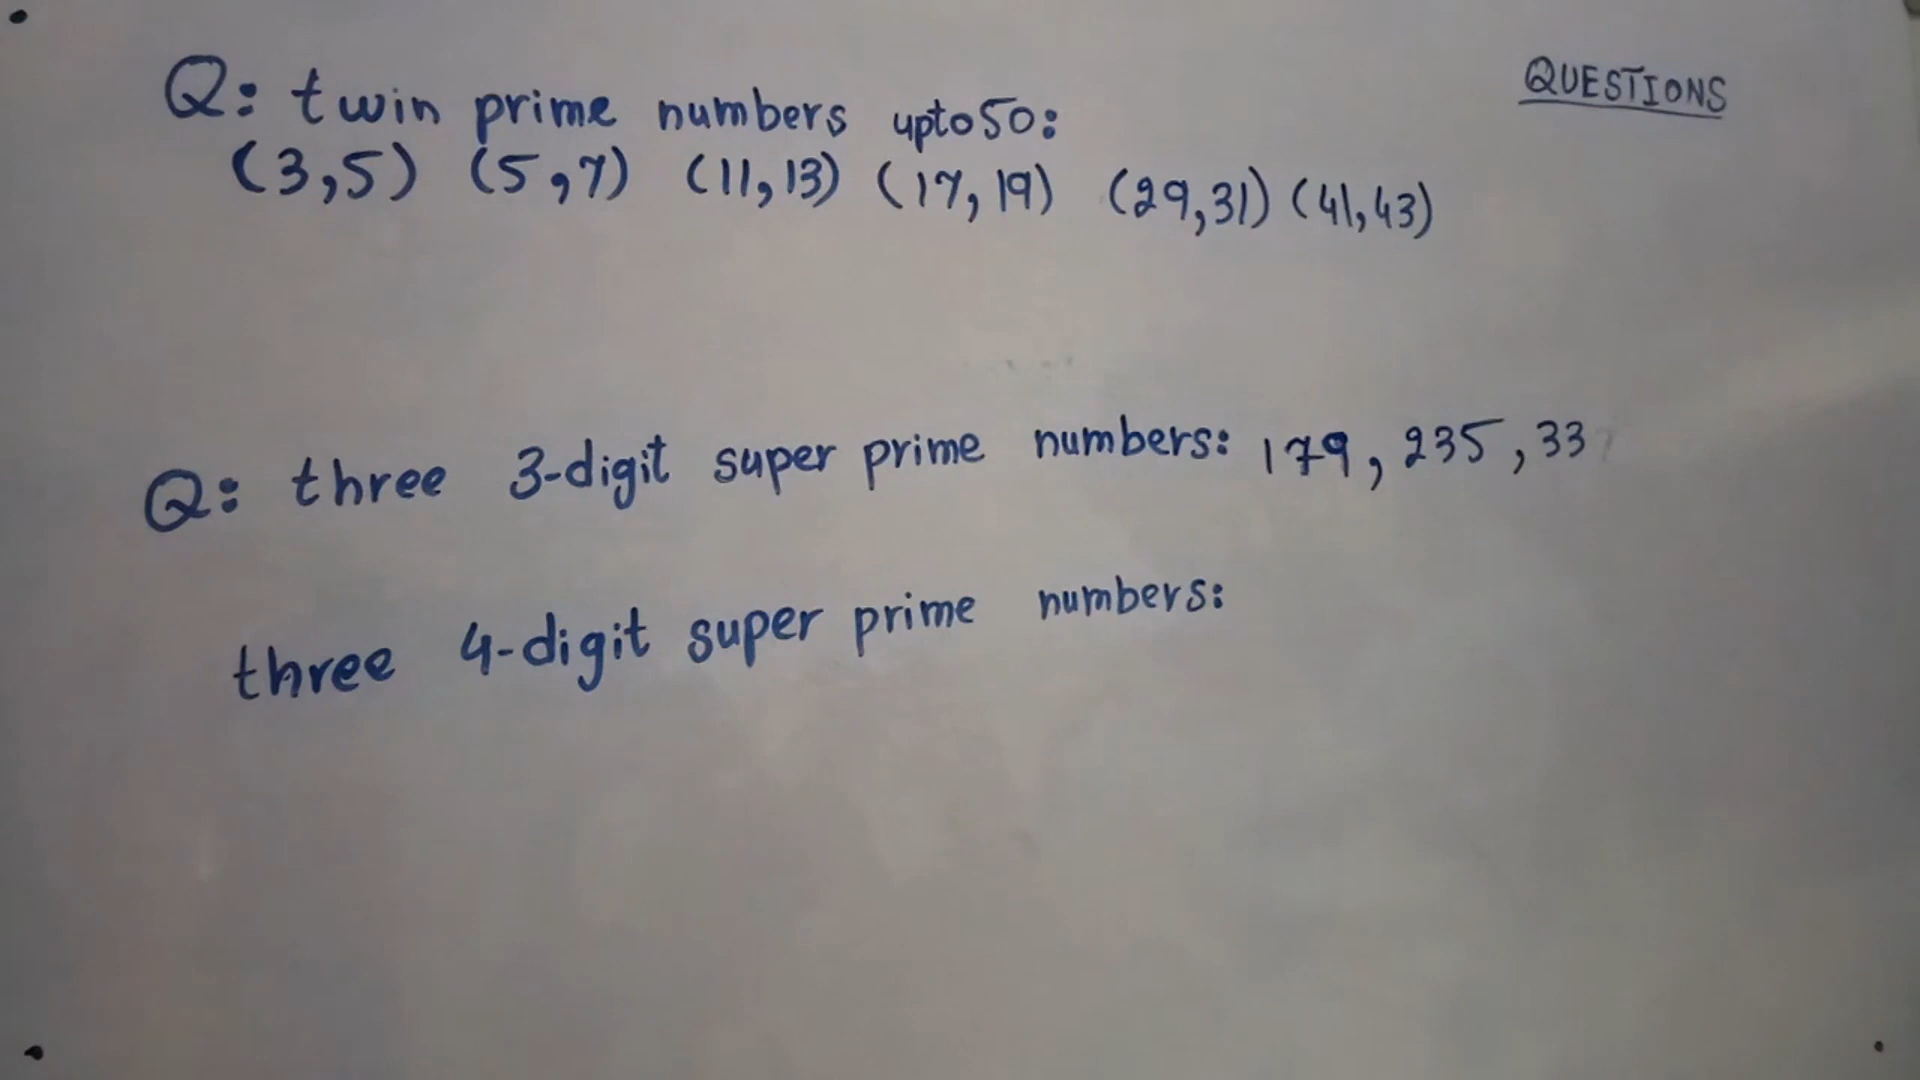 QUESTIONS
Q: twin prime numbers upto 50:
(3,5) (5,7) (11,13) (17,19) (29,31) (41,43)
Q: three 3-digit super prime numbers: 179, 235, 33
three 4-digit super prime numbers: